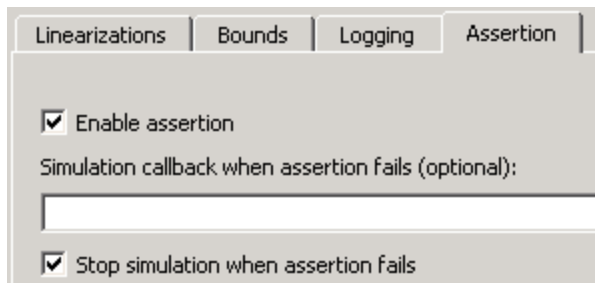 Linearizations Bounds Logging Assertion
Enable assertion
Simulation callback when assertion fails (optional):
Stop simulation when assertion fails